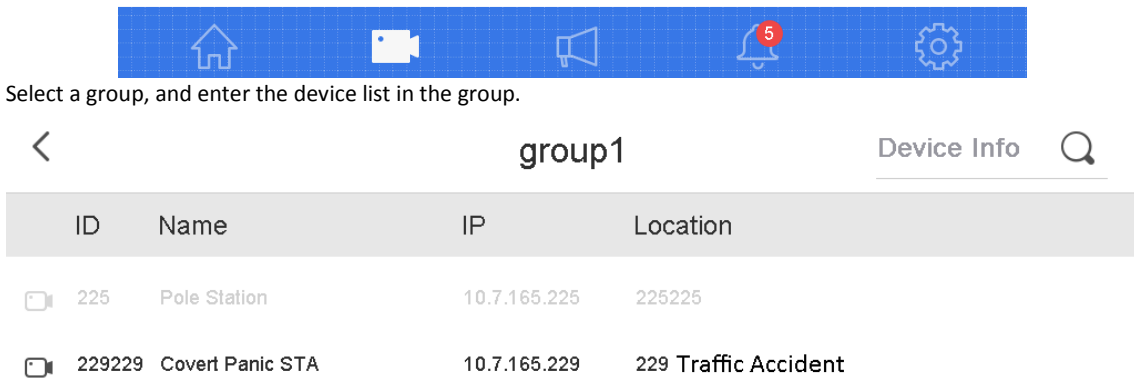 5
Select a group, and enter the device list in the group.
group1 Device Info
ID Name IP Location
225 Pole Station 10.7.165.225 225225
229229 Covert Panic STA 10.7.165.229 229 Traffic Accident